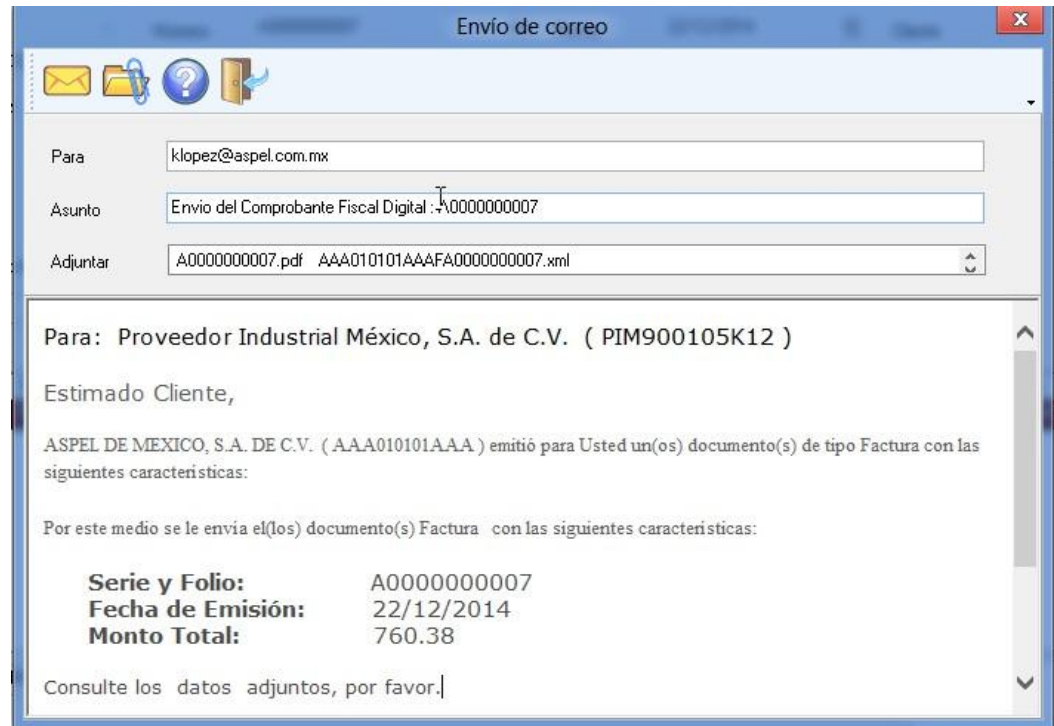 Envío de correo
Para klopez@aspel.com.mx
Asunto Envio del Comprobante Fiscal Digital : A0000000007
Adjuntar A0000000007.pdf AAA010101AAAFA0000000007.xml
Para: Proveedor Industrial México, S.A. de C.V. ( PIM900105K12 )
Estimado Cliente,
ASPEL DE MEXICO, S.A. DE C.V. ( AAA010101AAA ) emitió para Usted un(os) documento(s) de tipo Factura con las
siguientes caracteristicas:
Por este medio se le envia el(los) documento(s) Factura con las siguientes caracteristicas:
Serie y Folio: A0000000007
Fecha de Emisión: 22/12/2014
Monto Total: 760.38
Consulte los datos adjuntos, por favor.